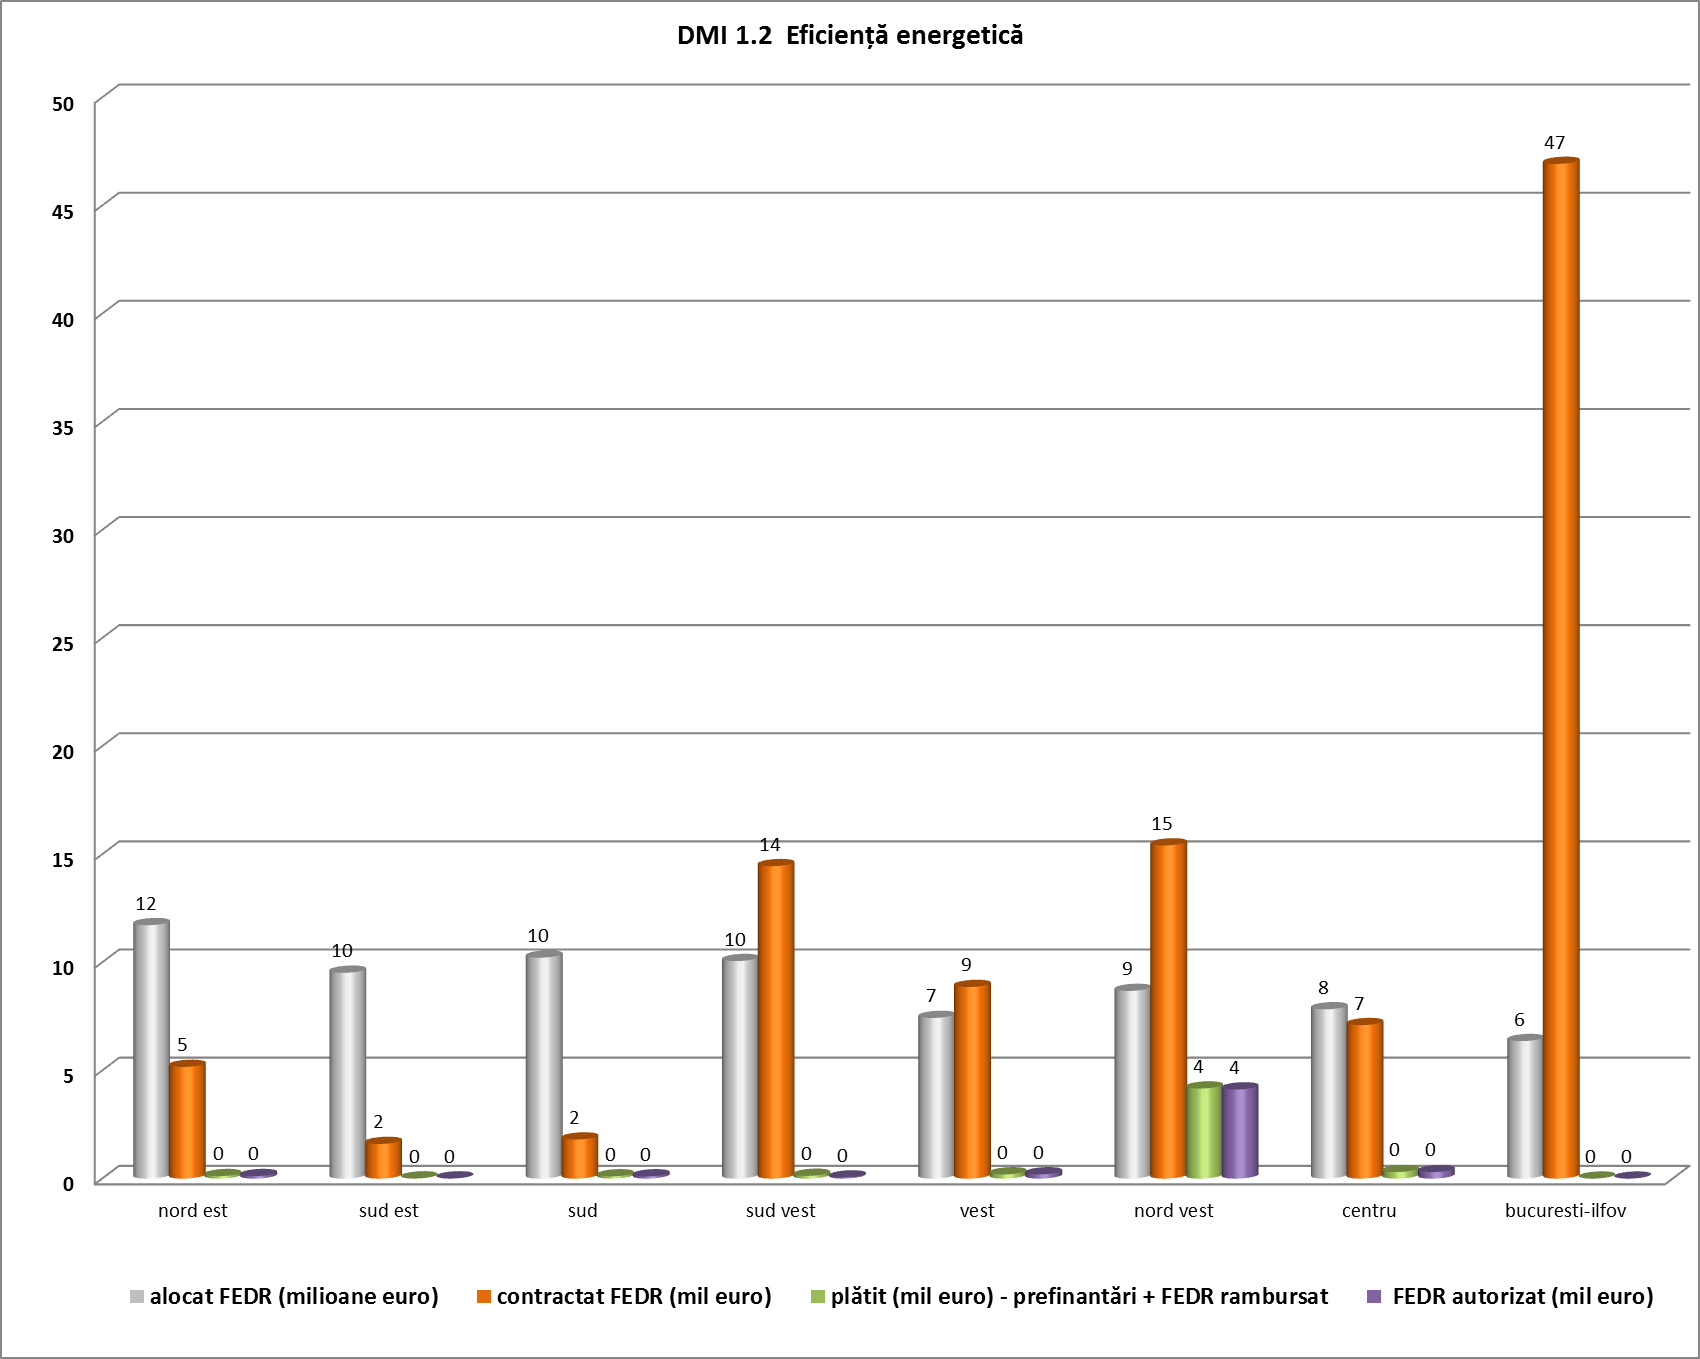 DMI 1.2  Eficiență energetică
50
45
40
35
30
25
20
15
10
5
0
12 5 0 0
10 2 0 0
10 2 0 0
10 14 0 0
7 9 0 0
9 15 4 4
8 7 0 0
6 47 0 0
nord est sud est sud sud vest vest nord vest centru bucuresti-ilfov
alocat FEDR (milioane euro) contractat FEDR (mil euro) plătit (mil euro) - prefinantări + FEDR rambursat FEDR autorizat (mil euro)